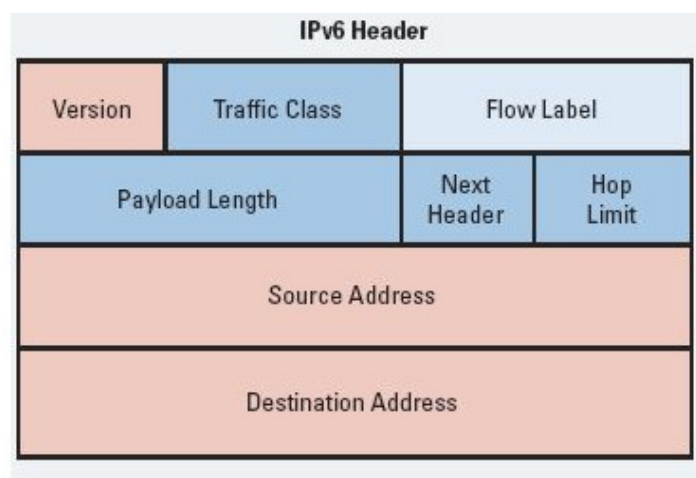 IPv6 Header
Version
Traffic Class
Flow Label
Payload Length
Next
Header
Hop
Limit
Source Address
Destination Address